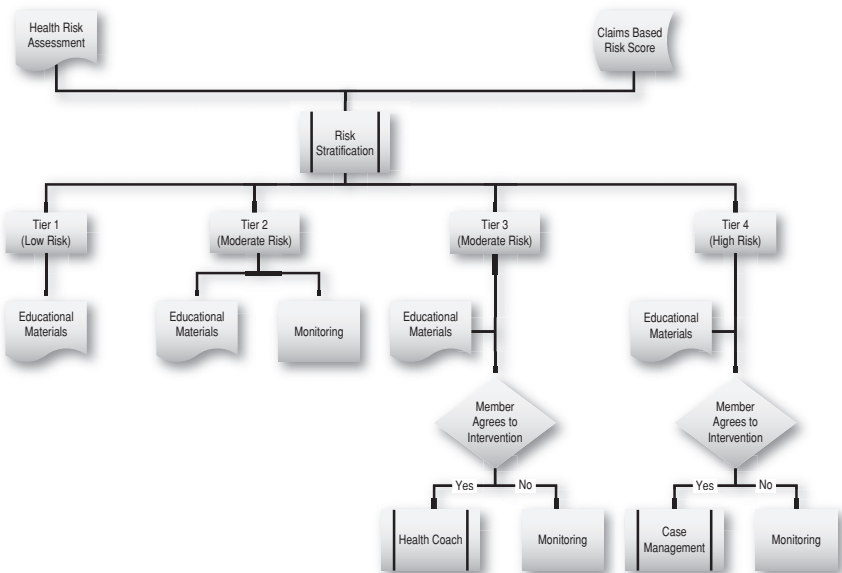 Health Risk
Assessment
Claims Based
Risk Score
Risk
Stratification
Tier 1
(Low Risk)
Tier 2
(Moderate Risk)
Tier 3
(Moderate Risk)
Tier 4
(High Risk)
Educational
Materials
Educational
Materials
Monitoring
Educational
Materials
Educational
Materials
Member
Agrees to
Intervention
Member
Agrees to
Intervention
Yes
No
Yes
No
Health Coach
Monitoring
Case
Management
Monitoring